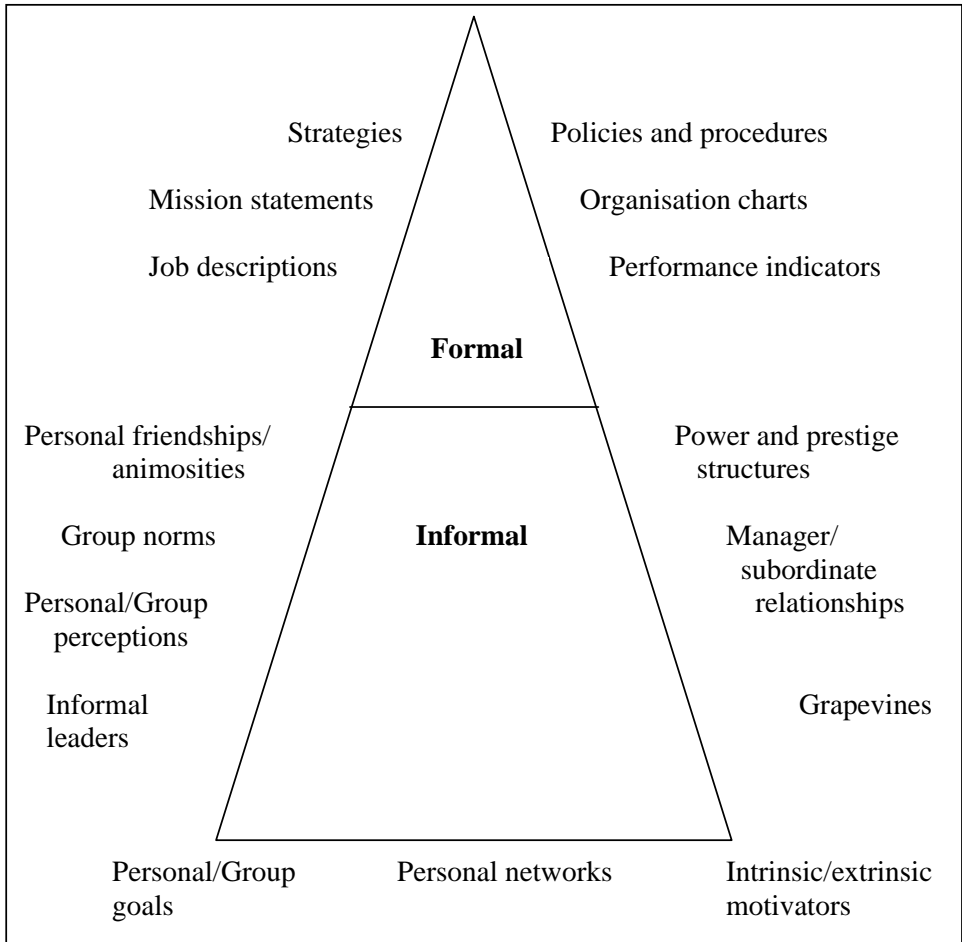 Strategies
Policies and procedures
Mission statements
Organisation charts
Job descriptions
Performance indicators
Formal
Personal friendships/
animosities
Power and prestige
structures
Group norms
Informal
Manager/
subordinate
relationships
Personal/Group
perceptions
Informal
leaders
Grapevines
Personal/Group
goals
Personal networks
Intrinsic/extrinsic
motivators